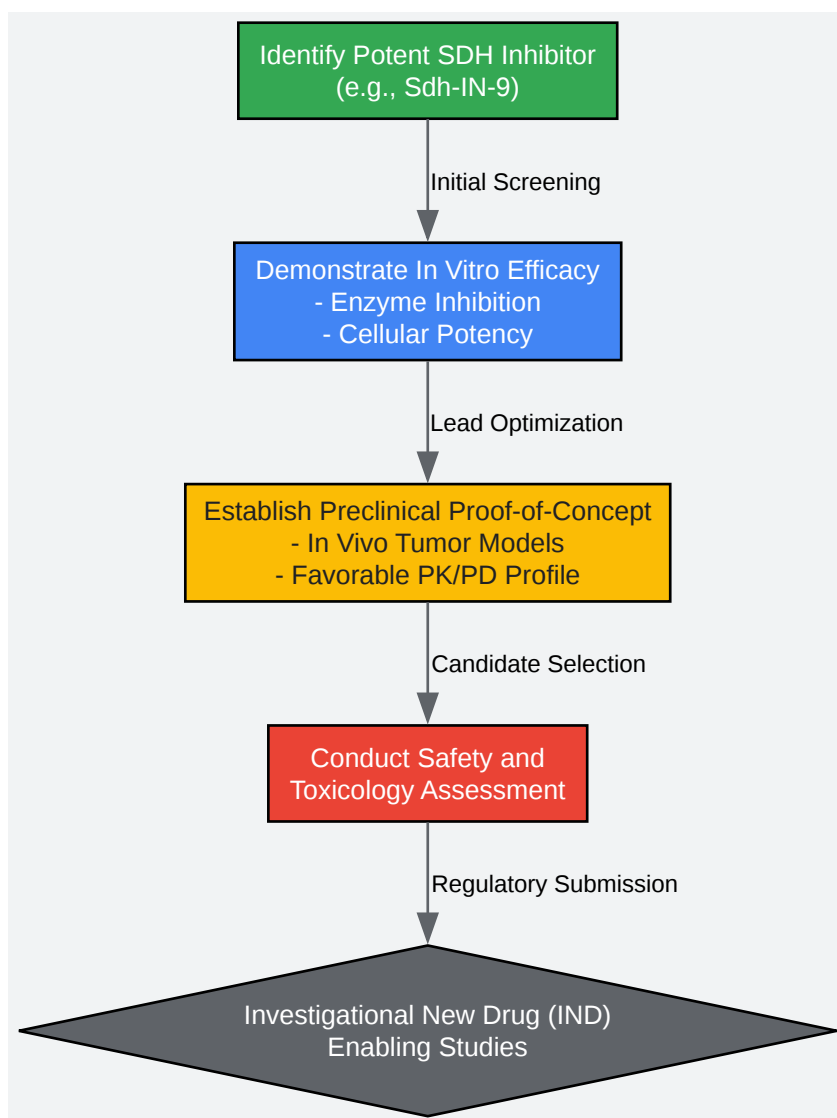 Identify Potent SDH Inhibitor
(e.g., Sdh-IN-9)
Initial Screening
Demonstrate In Vitro Efficacy
- Enzyme Inhibition
- Cellular Potency
Lead Optimization
Establish Preclinical Proof-of-Concept
- In Vivo Tumor Models
- Favorable PK/PD Profile
Candidate Selection
Conduct Safety and
Toxicology Assessment
Regulatory Submission
Investigational New Drug (IND)
Enabling Studies